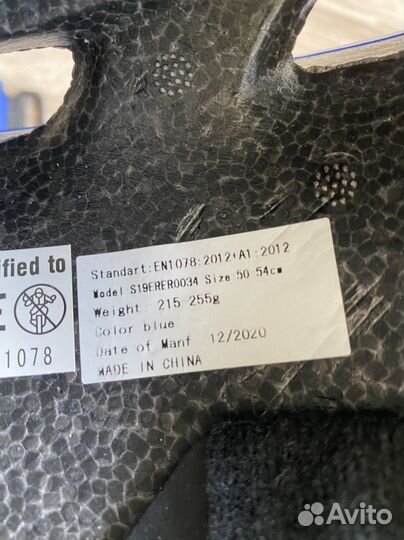 ified to
E
1078
Standart:EN1078:2012+A1:2012
Model S19ERER0034 Size 50-54cm
Weight 215-255g
Color blue
Date of Manf 12/2020
MADE IN CHINA
Avito